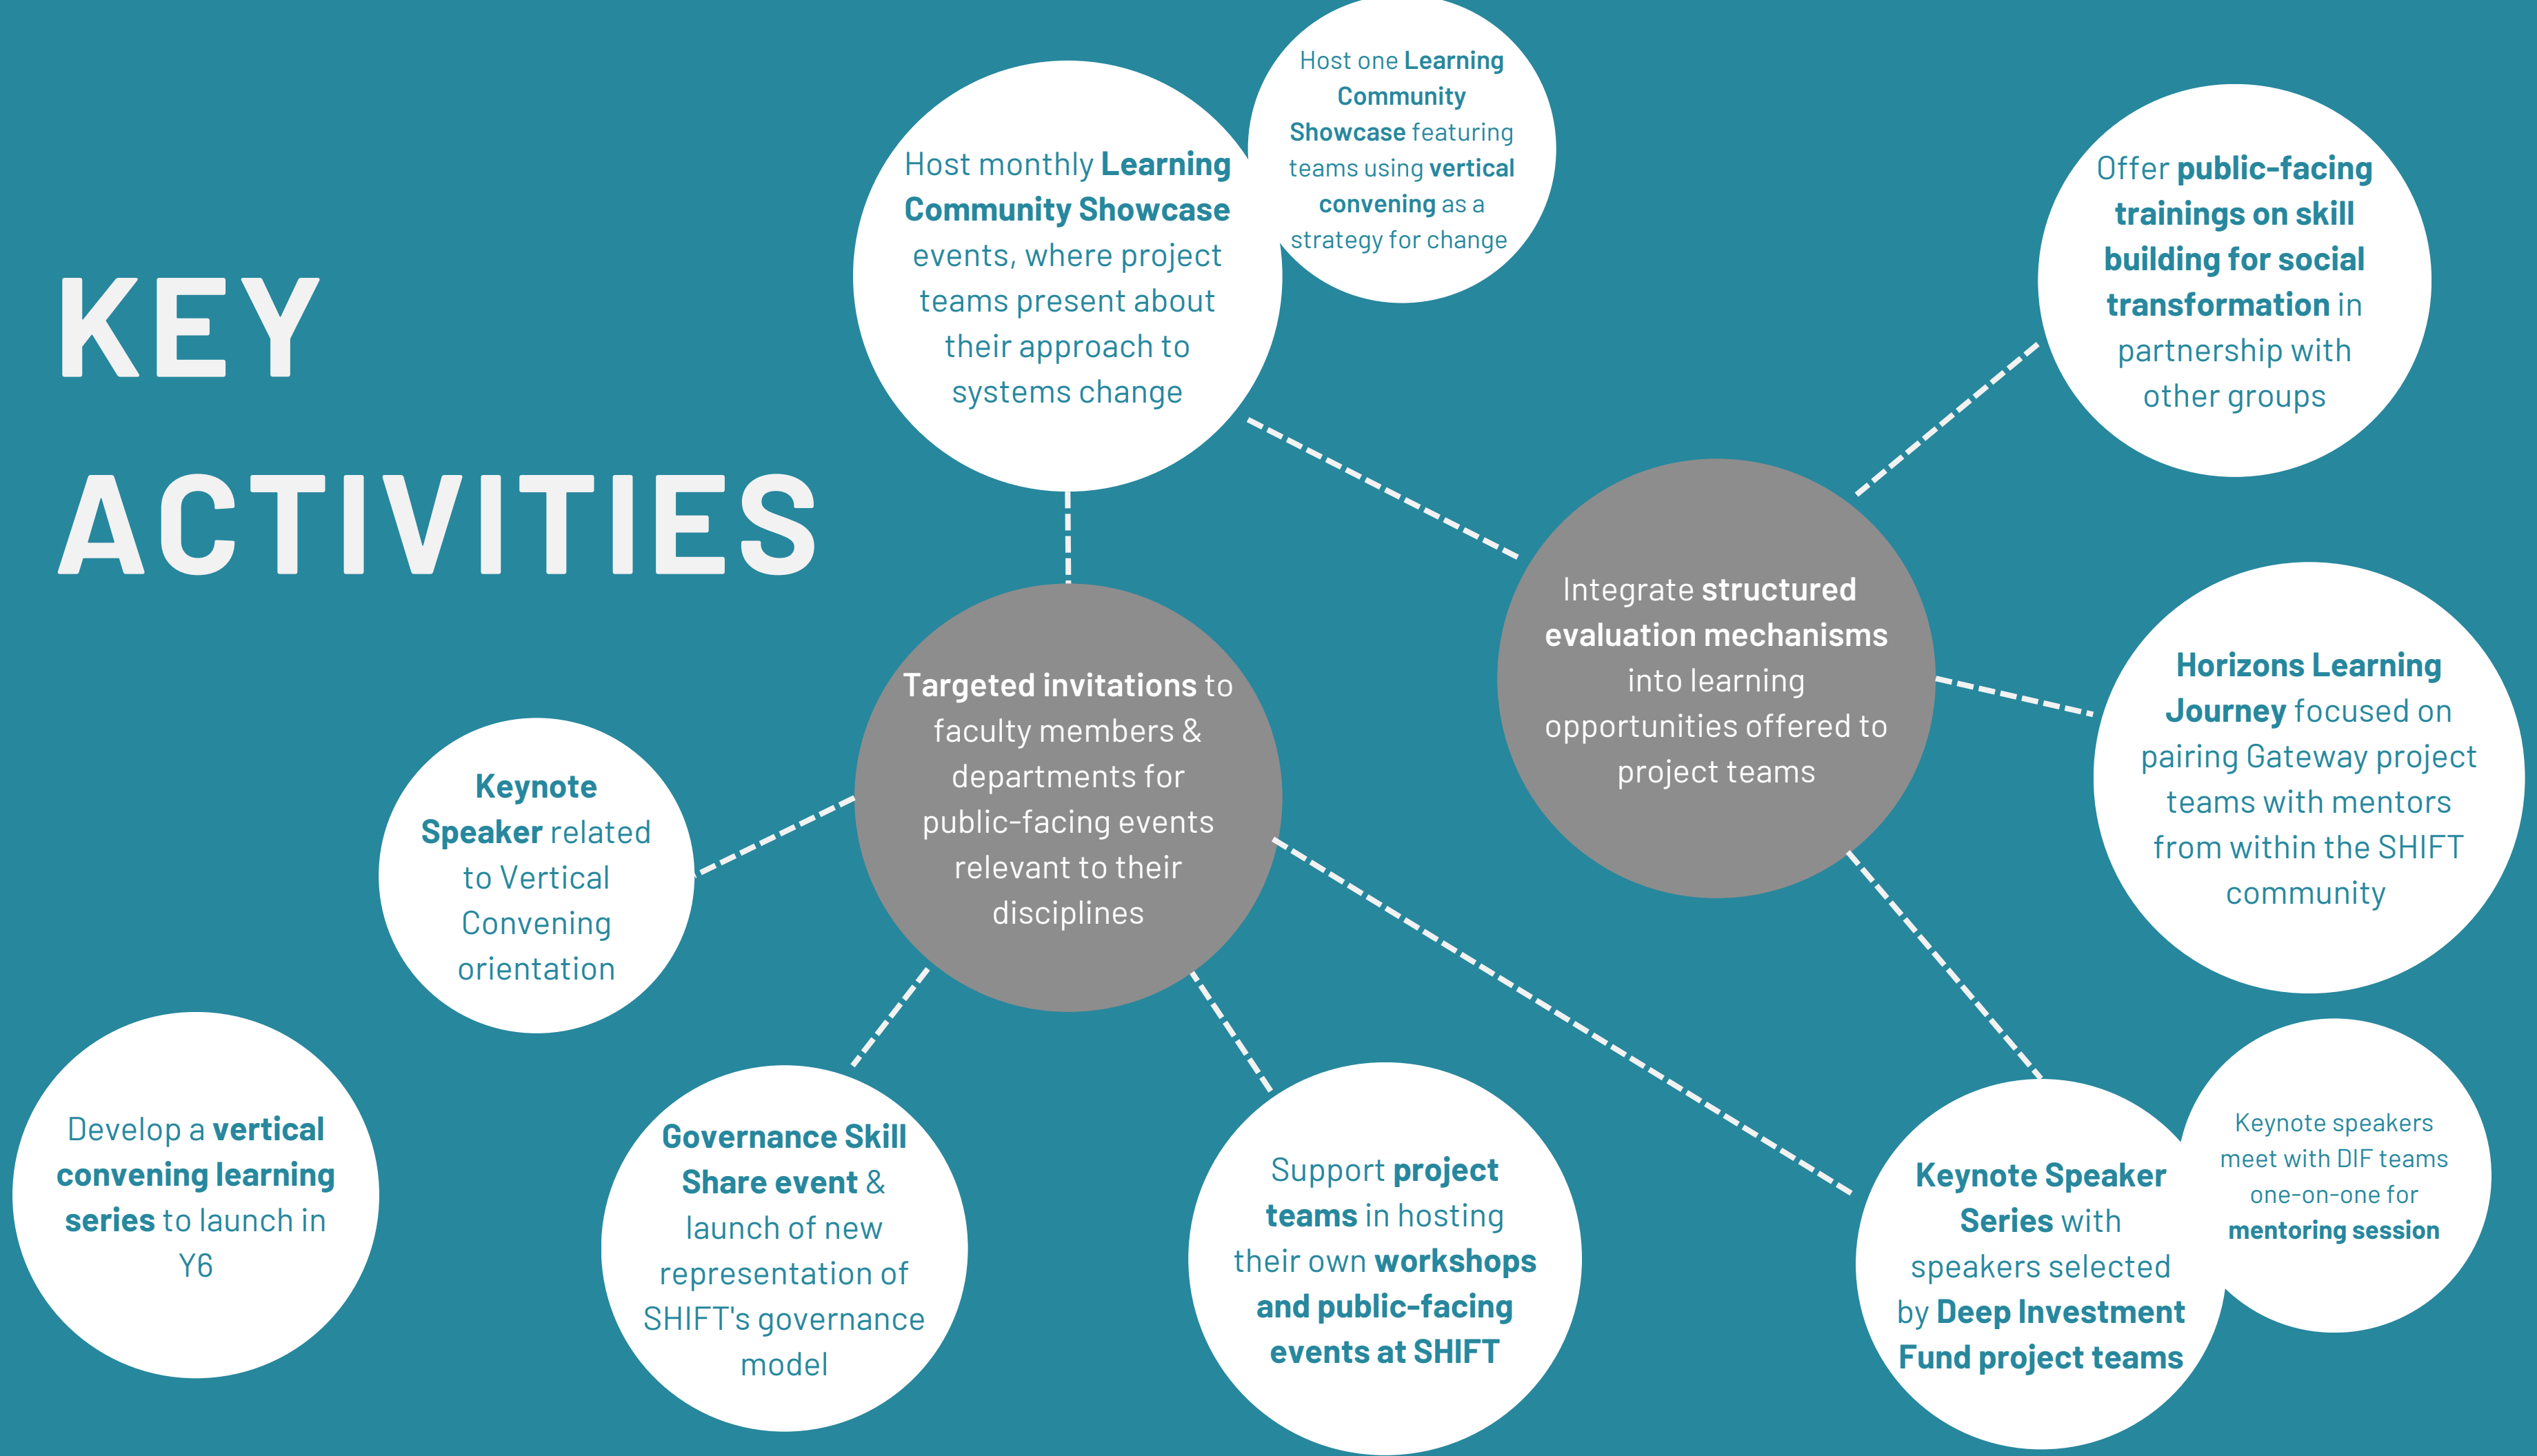 KEY
ACTIVITIES
Host monthly Learning
Community Showcase
events, where project
teams present about
their approach to
systems change
Host one Learning
Community
Showcase featuring
teams using vertical
convening as a
strategy for change
Offer public-facing
trainings on skill
building for social
transformation in
partnership with
other groups
Integrate structured
evaluation mechanisms
into learning
opportunities offered to
project teams
Targeted invitations to
faculty members &
departments for
public-facing events
relevant to their
disciplines
Horizons Learning
Journey focused on
pairing Gateway project
teams with mentors
from within the SHIFT
community
Keynote
Speaker related
to Vertical
Convening
orientation
Develop a vertical
convening learning
series to launch in
Y6
Governance Skill
Share event &
launch of new
representation of
SHIFT's governance
model
Support project
teams in hosting
their own workshops
and public-facing
events at SHIFT
Keynote Speaker
Series with
speakers selected
by Deep Investment
Fund project teams
Keynote speakers
meet with DIF teams
one-on-one for
mentoring session